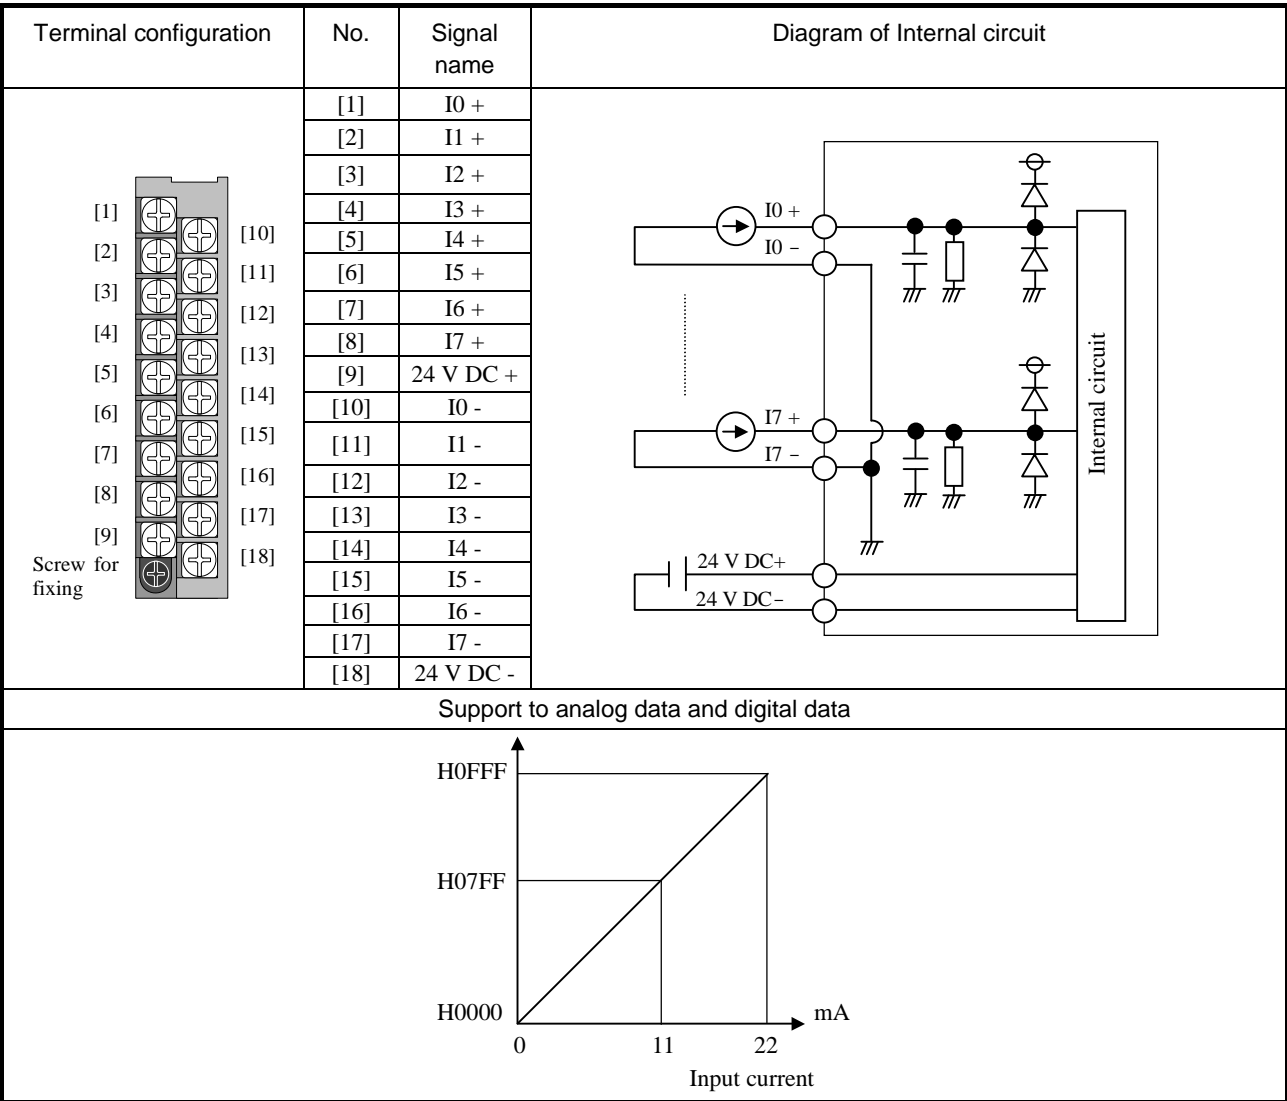 Terminal configuration
No.
Signal
name
Diagram of Internal circuit
[1]
[2]
[3]
[4]
[5]
[6]
[7]
[8]
[9]
Screw for
fixing
[10]
[11]
[12]
[13]
[14]
[15]
[16]
[17]
[18]
[1] I0 +
[2] I1 +
[3] I2 +
[4] I3 +
[5] I4 +
[6] I5 +
[7] I6 +
[8] I7 +
[9] 24 V DC +
[10] I0 -
[11] I1 -
[12] I2 -
[13] I3 -
[14] I4 -
[15] I5 -
[16] I6 -
[17] I7 -
[18] 24 V DC -
I0 +
I0 −
I7 +
I7 −
24 V DC+
24 V DC−
Internal circuit
Support to analog data and digital data
H0FFF
H07FF
H0000
0
11
22
mA
Input current